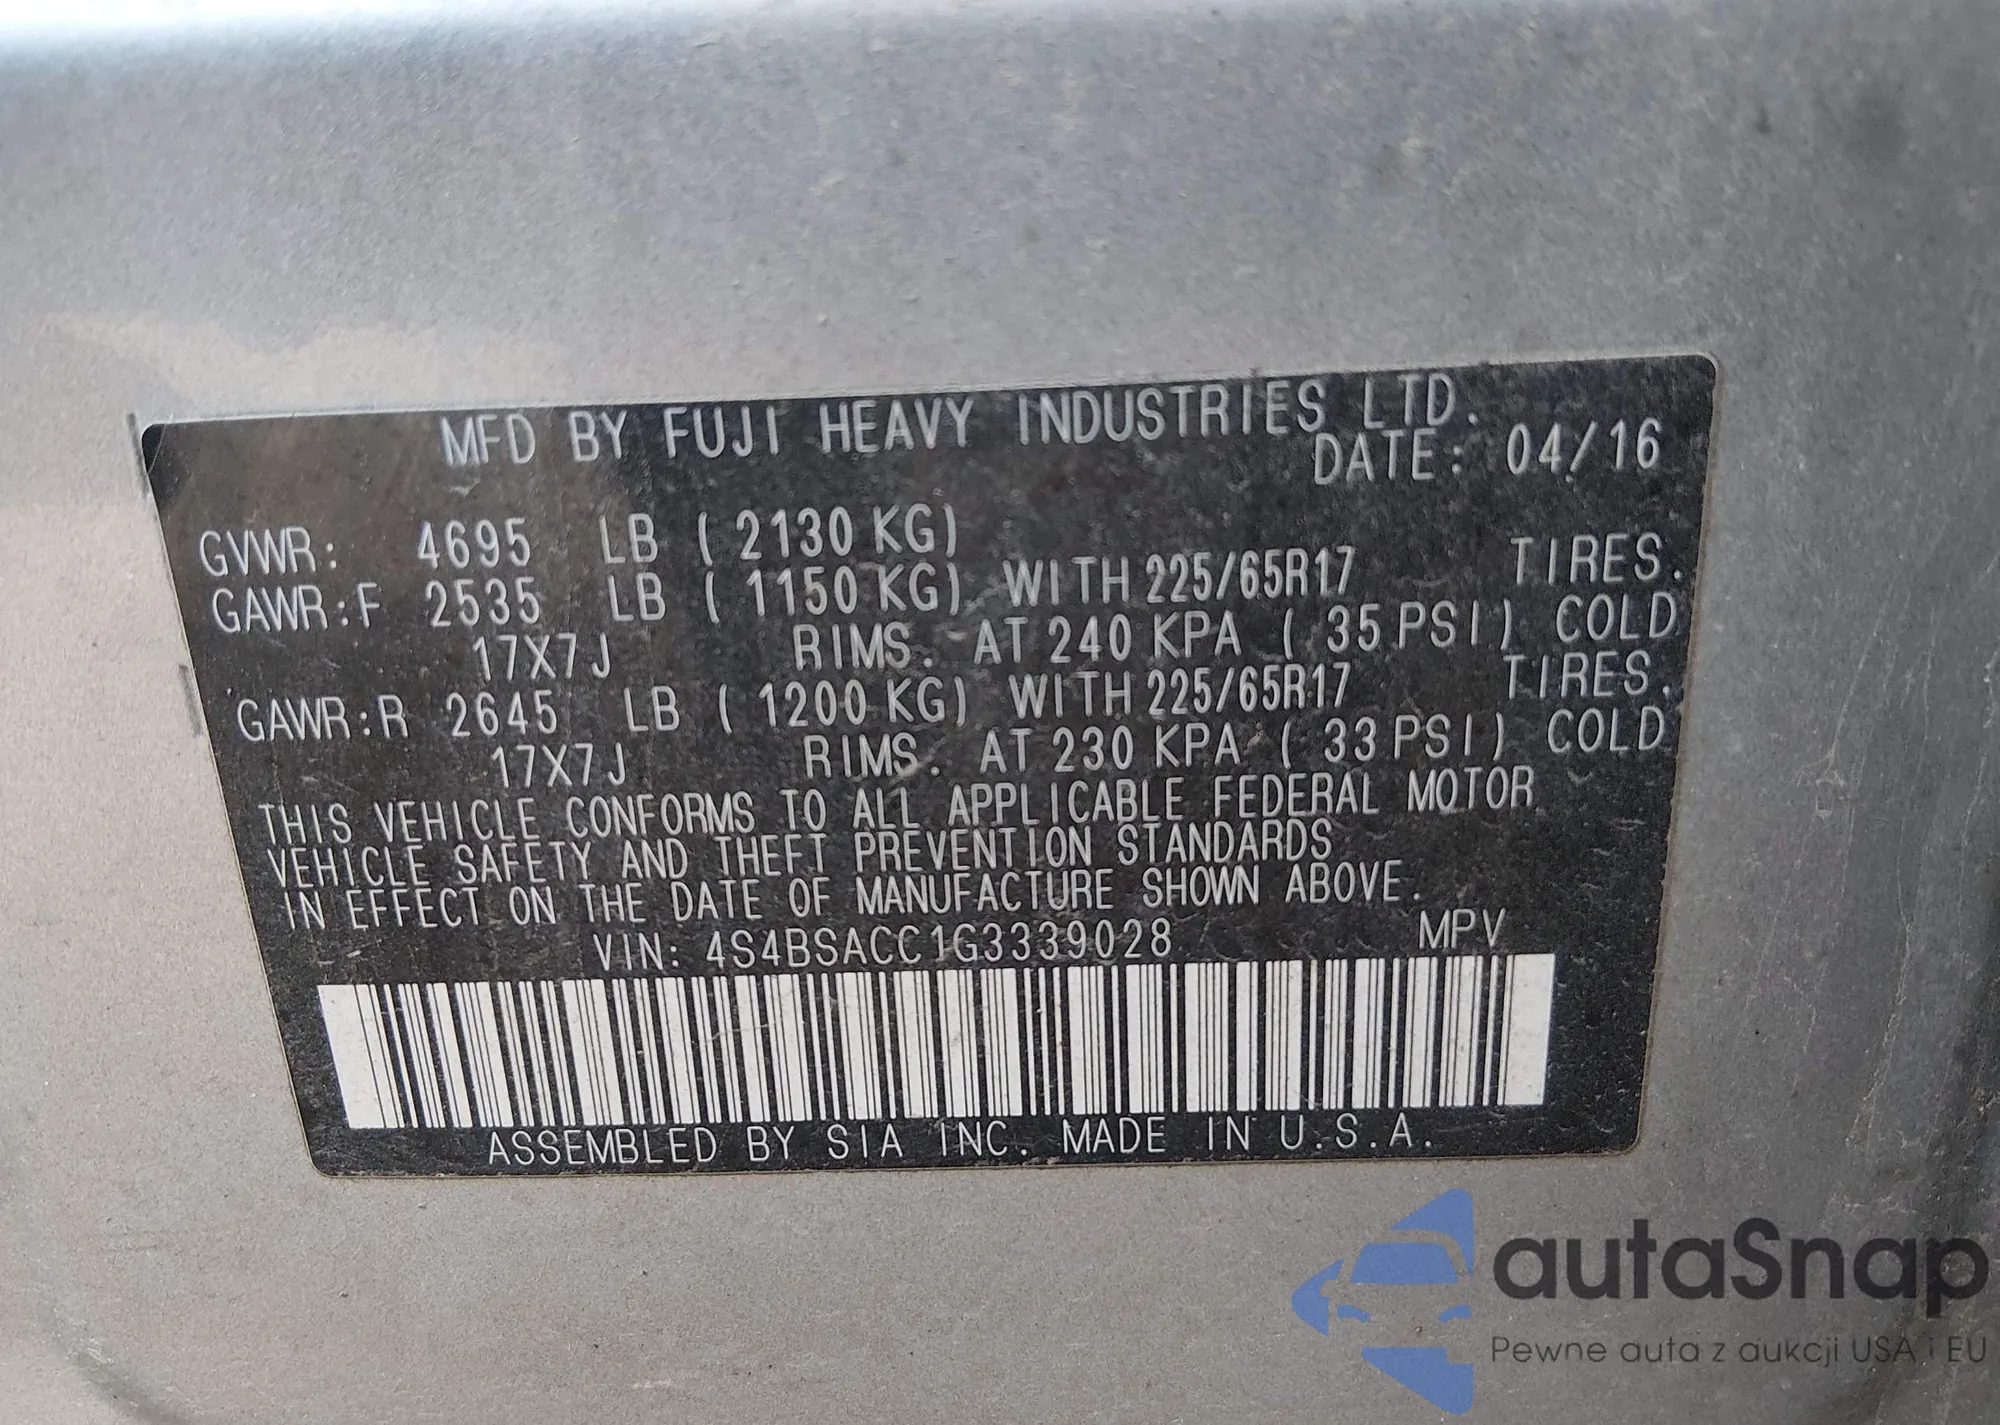 MFD BY FUJI HEAVY INDUSTRIES LTD.
DATE: 04/16
GVWR: 4695 LB (2130 KG)
GAWR:F 2535 LB (1150 KG) WITH 225/65R17 TIRES.
17X7J RIMS. AT 240 KPA (35 PSI) COLD
GAWR:R 2645 LB (1200 KG) WITH 225/65R17 TIRES.
17X7J RIMS. AT 230 KPA (33 PSI) COLD
THIS VEHICLE CONFORMS TO ALL APPLICABLE FEDERAL MOTOR
VEHICLE SAFETY AND THEFT PREVENTION STANDARDS
IN EFFECT ON THE DATE OF MANUFACTURE SHOWN ABOVE.
VIN: 4S4BSACC1G3339028 MPV
ASSEMBLED BY SIA INC. MADE IN U.S.A.
autaSnap
Pewne auta z aukcji USA i EU